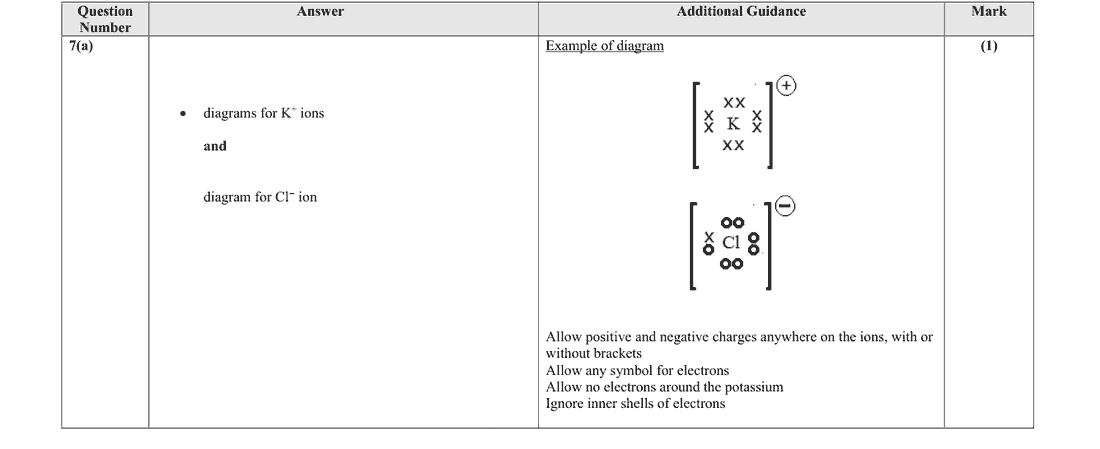 Question Number
Answer
Additional Guidance
Mark
7(a)
Example of diagram
(1)
XX
X X
X K X
XX
+
• diagrams for K⁺ ions
and
diagram for Cl⁻ ion
X Cl
−
Allow positive and negative charges anywhere on the ions, with or
without brackets
Allow any symbol for electrons
Allow no electrons around the potassium
Ignore inner shells of electrons